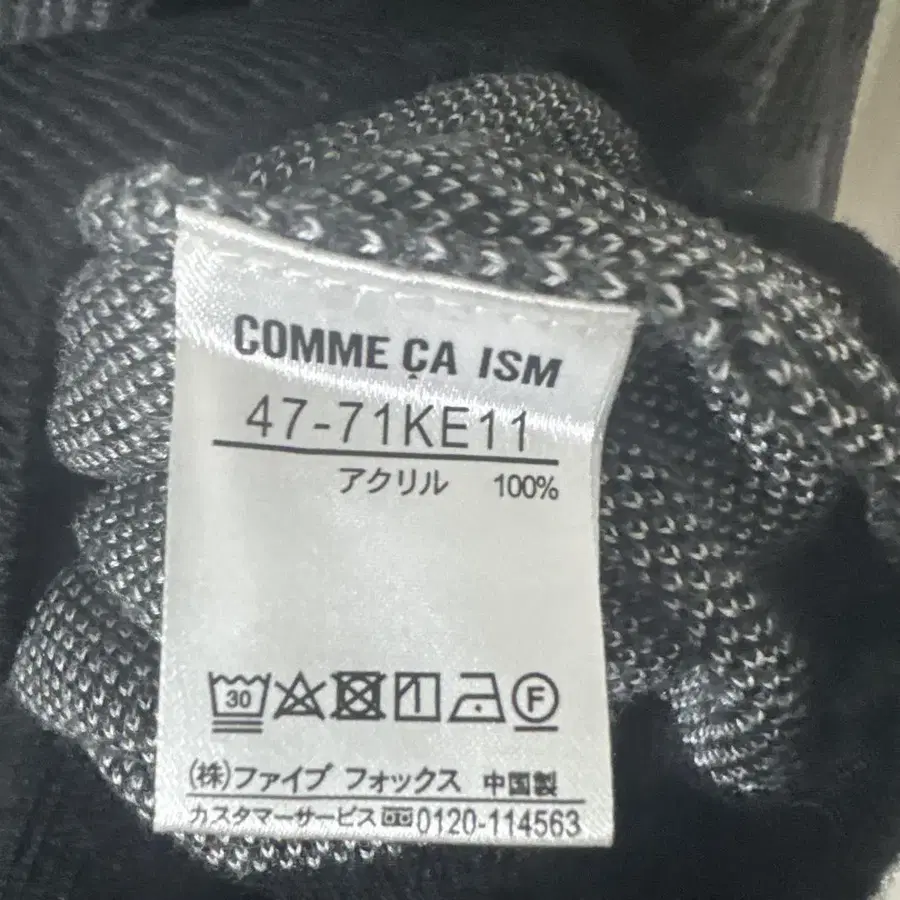 COMME ÇA ISM
47-71KE11
アクリル 100%
30 F
(株)ファイブ フォックス 中国製
カスタマーサービス 0120-114563